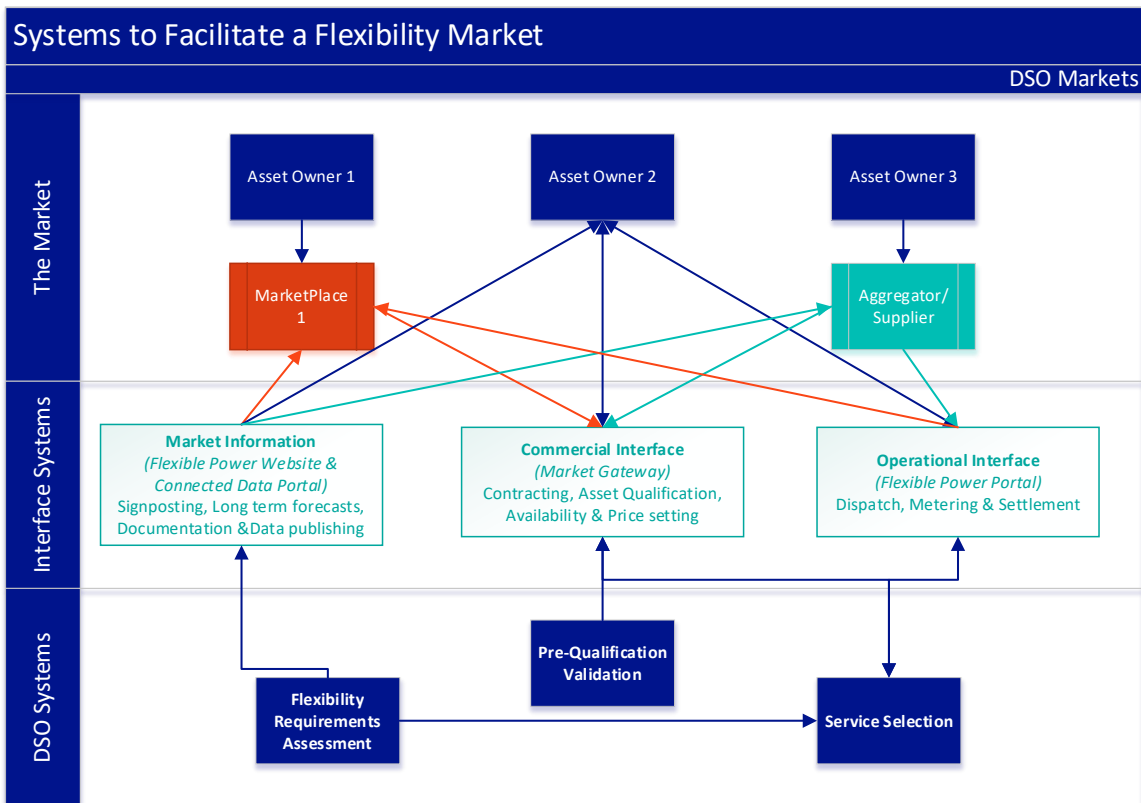 Systems to Facilitate a Flexibility Market
DSO Markets
The Market
Asset Owner 1
Asset Owner 2
Asset Owner 3
MarketPlace
1
Aggregator/
Supplier
Interface Systems
Market Information
(Flexible Power Website &
Connected Data Portal)
Signposting, Long term forecasts,
Documentation &Data publishing
Commercial Interface
(Market Gateway)
Contracting, Asset Qualification,
Availability & Price setting
Operational Interface
(Flexible Power Portal)
Dispatch, Metering & Settlement
DSO Systems
Pre-Qualification
Validation
Flexibility
Requirements
Assessment
Service Selection